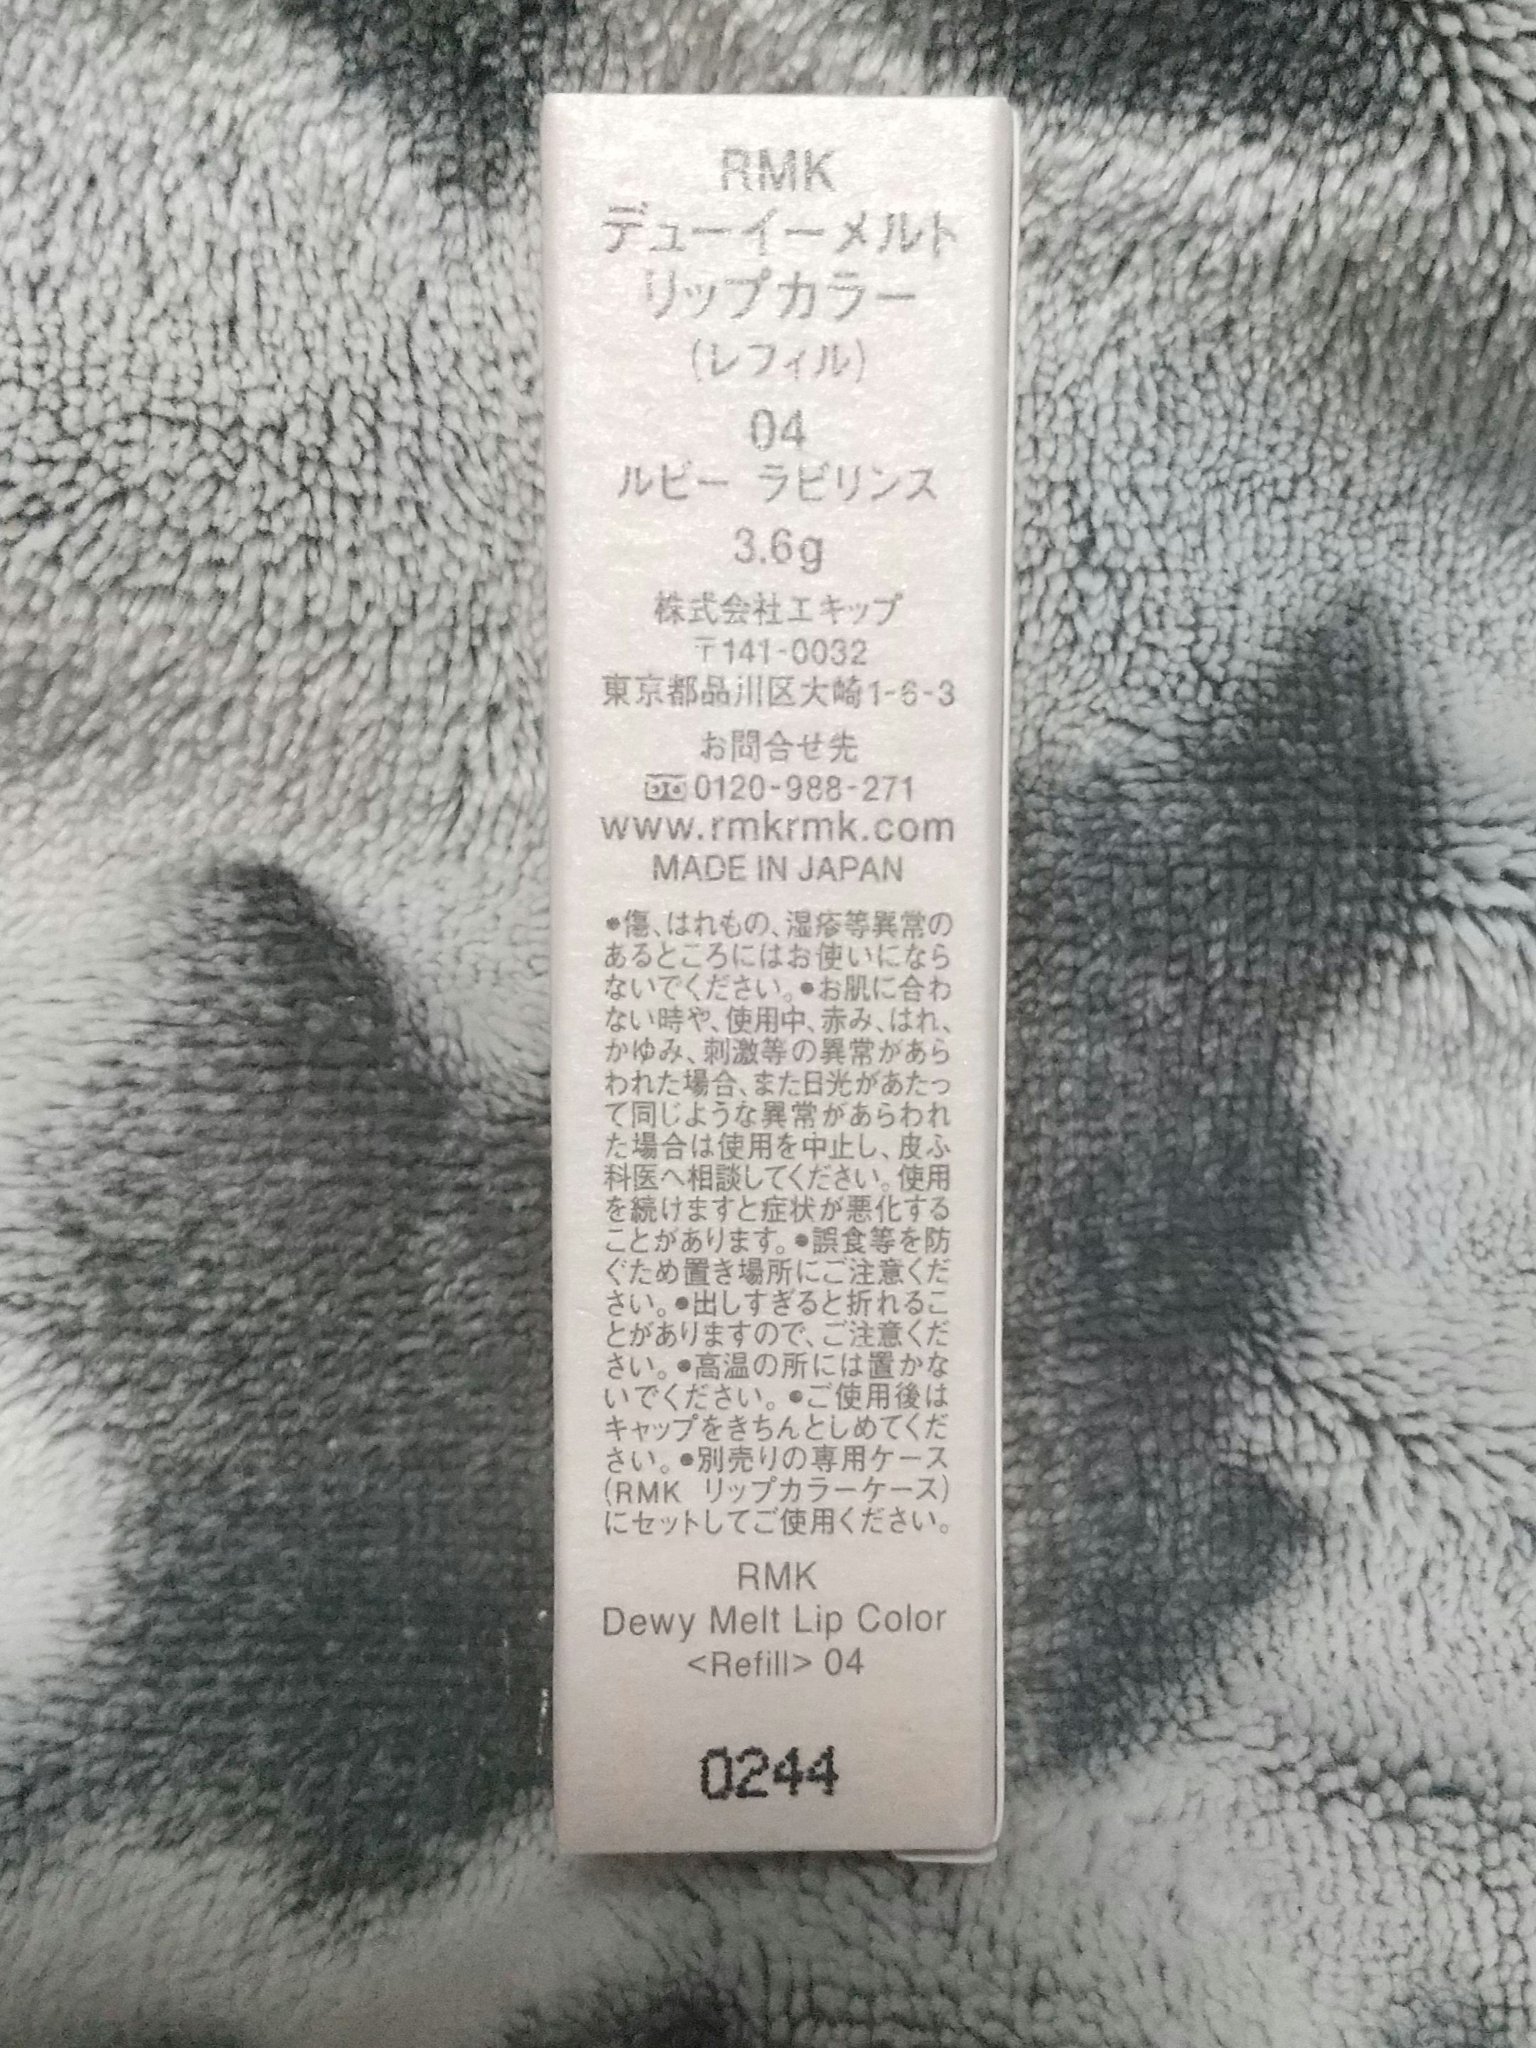 RMK
デューイーメルト
リップカラー
(レフィル)
04
ルビー ラビリンス
3.6g
株式会社エキップ
〒141-0032
東京都品川区大崎1-6-3
お問合せ先
0120-988-271
www.rmkrmk.com
MADE IN JAPAN
●傷、はれもの、湿疹等異常の
あるところにはお使いになら
ないでください。●お肌に合わ
ない時や、使用中、赤み、はれ、
かゆみ、刺激等の異常があら
われた場合、また日光があたっ
て同じような異常があらわれ
た場合は使用を中止し、皮ふ
科医へ相談してください。使用
を続けますと症状が悪化する
ことがあります。●誤食等を防
ぐため置き場所にご注意くだ
さい。●出しすぎると折れるこ
とがありますので、ご注意くだ
さい。●高温の所には置かな
いでください。●ご使用後は
キャップをきちんとしめてくだ
さい。●別売りの専用ケース
(RMK リップカラーケース)
にセットしてご使用ください。
RMK
Dewy Melt Lip Color
<Refill> 04
0244